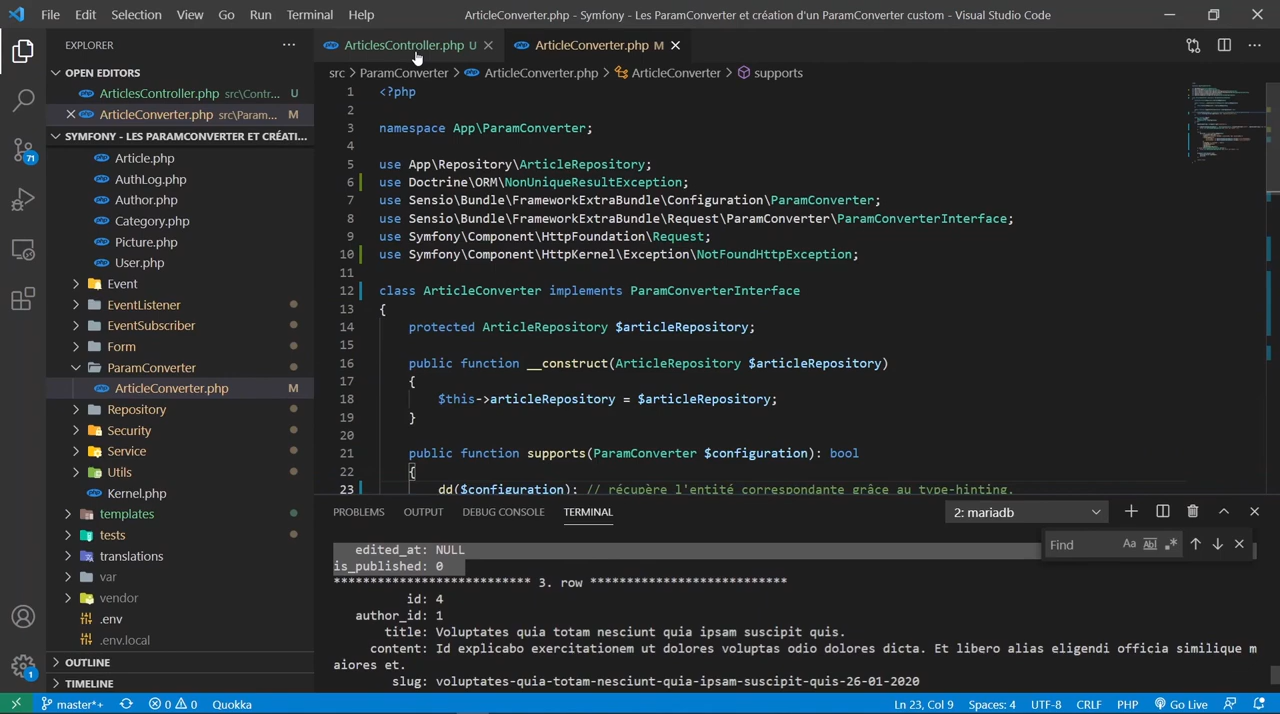 File Edit Selection View Go Run Terminal Help
ArticleConverter.php - Symfony - Les ParamConverter et création d'un ParamConverter custom - Visual Studio Code
EXPLORER
ArticlesController.php U
ArticleConverter.php M
OPEN EDITORS
ArticlesController.php src\Contr... U
ArticleConverter.php src\Param... M
SYMFONY - LES PARAMCONVERTER ET CRÉATI...
Article.php
AuthLog.php
Author.php
Category.php
Picture.php
User.php
Event
EventListener
EventSubscriber
Form
ParamConverter
ArticleConverter.php M
Repository
Security
Service
Utils
Kernel.php
templates
tests
translations
var
vendor
.env
.env.local
OUTLINE
TIMELINE
71
1
src > ParamConverter > ArticleConverter.php > ArticleConverter > supports
1 <?php
2
3 namespace App\ParamConverter;
4
5 use App\Repository\ArticleRepository;
6 use Doctrine\ORM\NonUniqueResultException;
7 use Sensio\Bundle\FrameworkExtraBundle\Configuration\ParamConverter;
8 use Sensio\Bundle\FrameworkExtraBundle\Request\ParamConverter\ParamConverterInterface;
9 use Symfony\Component\HttpFoundation\Request;
10 use Symfony\Component\HttpKernel\Exception\NotFoundHttpException;
11
12 class ArticleConverter implements ParamConverterInterface
13 {
14 protected ArticleRepository $articleRepository;
15
16 public function __construct(ArticleRepository $articleRepository)
17 {
18 $this->articleRepository = $articleRepository;
19 }
20
21 public function supports(ParamConverter $configuration): bool
22 {
23 dd($configuration); // récupère l'entité correspondante grâce au type-hinting.
PROBLEMS OUTPUT DEBUG CONSOLE TERMINAL
2: mariadb
Find Aa Ab| .*
edited_at: NULL
is_published: 0
*************************** 3. row ***************************
id: 4
author_id: 1
title: Voluptates quia totam nesciunt quia ipsam suscipit quis.
content: Id explicabo exercitationem ut dolores voluptas odio dolores dicta. Et libero alias eligendi officia similique m
aiores et.
slug: voluptates-quia-totam-nesciunt-quia-ipsam-suscipit-quis-26-01-2020
master*+ 0 0 Quokka
Ln 23, Col 9 Spaces: 4 UTF-8 CRLF PHP Go Live